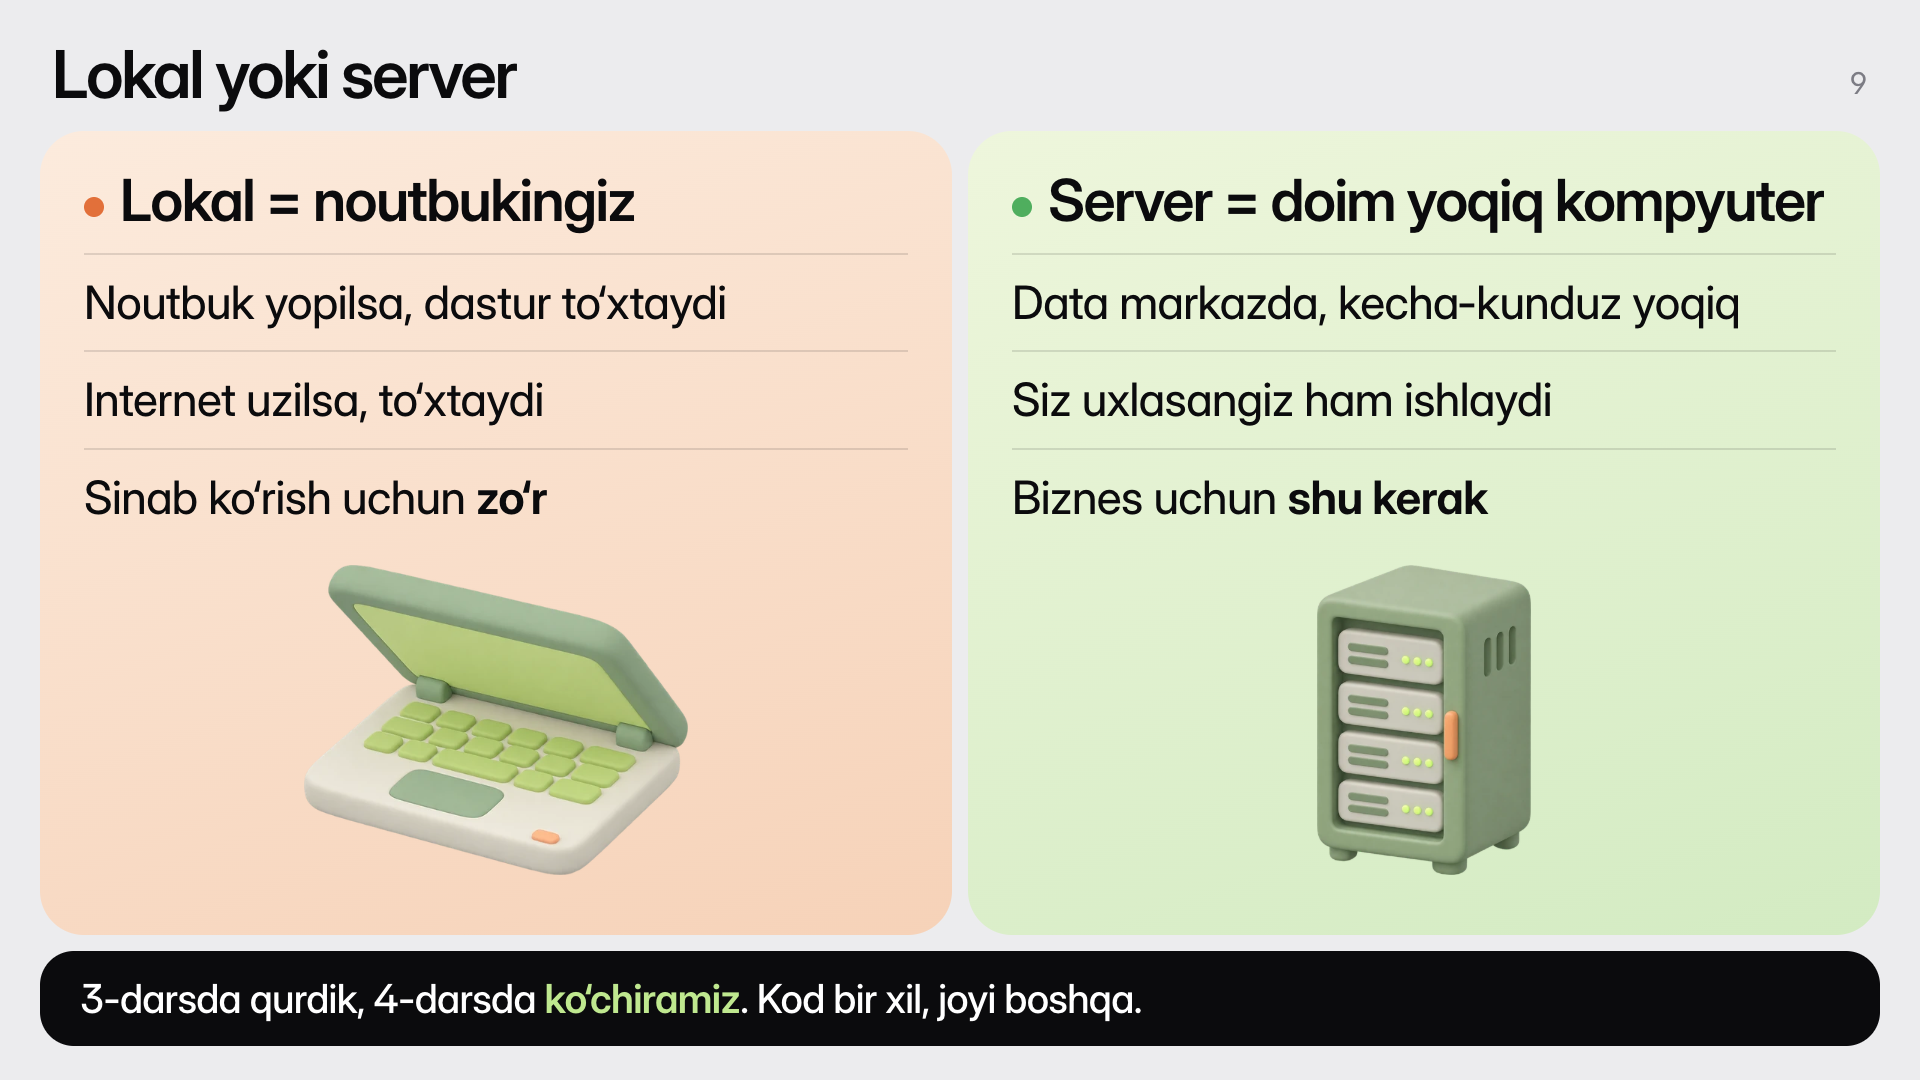 Lokal yoki server
9
Lokal = noutbukingiz
Noutbuk yopilsa, dastur to‘xtaydi
Internet uzilsa, to‘xtaydi
Sinab ko‘rish uchun zo‘r
Server = doim yoqiq kompyuter
Data markazda, kecha-kunduz yoqiq
Siz uxlasangiz ham ishlaydi
Biznes uchun shu kerak
3-darsda qurdik, 4-darsda ko‘chiramiz. Kod bir xil, joyi boshqa.